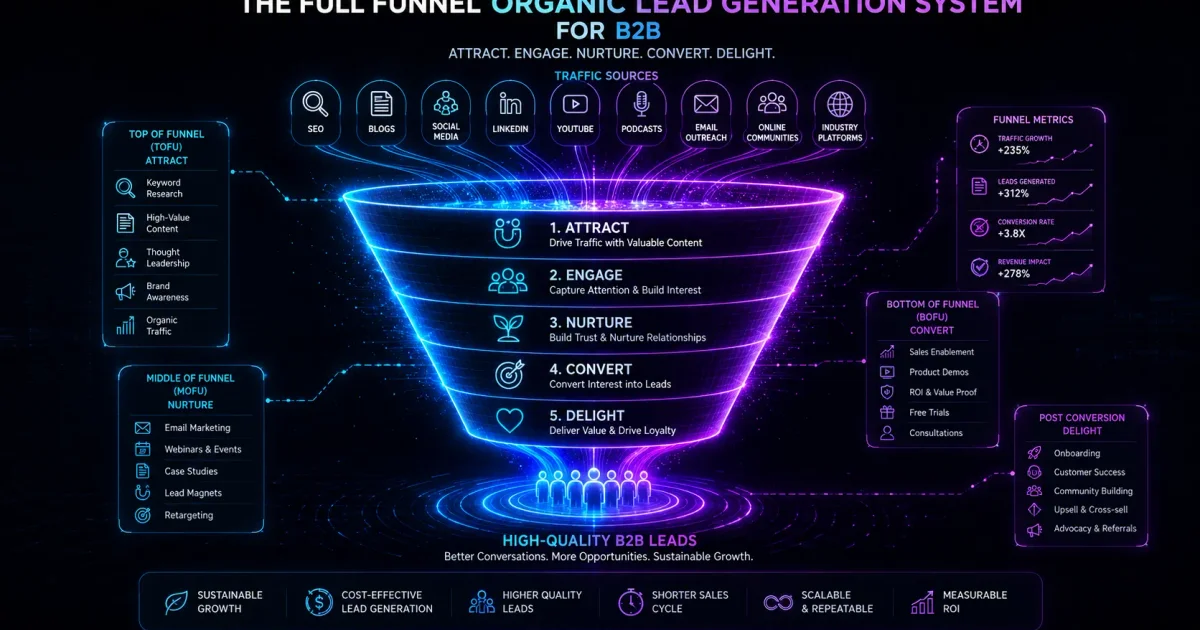 THE FULL FUNNEL ORGANIC LEAD GENERATION SYSTEM
FOR B2B
ATTRACT. ENGAGE. NURTURE. CONVERT. DELIGHT.
TRAFFIC SOURCES
SEO
BLOGS
SOCIAL
MEDIA
in
LINKEDIN
YOUTUBE
PODCASTS
EMAIL
OUTREACH
ONLINE
COMMUNITIES
INDUSTRY
PLATFORMS
TOP OF FUNNEL
(TOFU)
ATTRACT
Keyword
Research
High-Value
Content
Thought
Leadership
Brand
Awareness
Organic
Traffic
MIDDLE OF FUNNEL
(MOFU)
NURTURE
Email Marketing
Webinars & Events
Case Studies
Lead Magnets
Retargeting
1. ATTRACT
Drive Traffic with Valuable Content
2. ENGAGE
Capture Attention & Build Interest
3. NURTURE
Build Trust & Nurture Relationships
4. CONVERT
Convert Interest into Leads
5. DELIGHT
Deliver Value & Drive Loyalty
FUNNEL METRICS
TRAFFIC GROWTH
+235%
LEADS GENERATED
+312%
CONVERSION RATE
+3.8X
REVENUE IMPACT
+278%
BOTTOM OF FUNNEL
(BOFU)
CONVERT
Sales Enablement
Product Demos
ROI & Value Proof
Free Trials
Consultations
POST CONVERSION
DELIGHT
Onboarding
Customer Success
Community Building
Upsell & Cross-sell
Advocacy & Referrals
HIGH-QUALITY B2B LEADS
Better Conversations. More Opportunities. Sustainable Growth.
SUSTAINABLE
GROWTH
$
COST-EFFECTIVE
LEAD GENERATION
HIGHER QUALITY
LEADS
SHORTER SALES
CYCLE
SCALABLE
& REPEATABLE
MEASURABLE
ROI